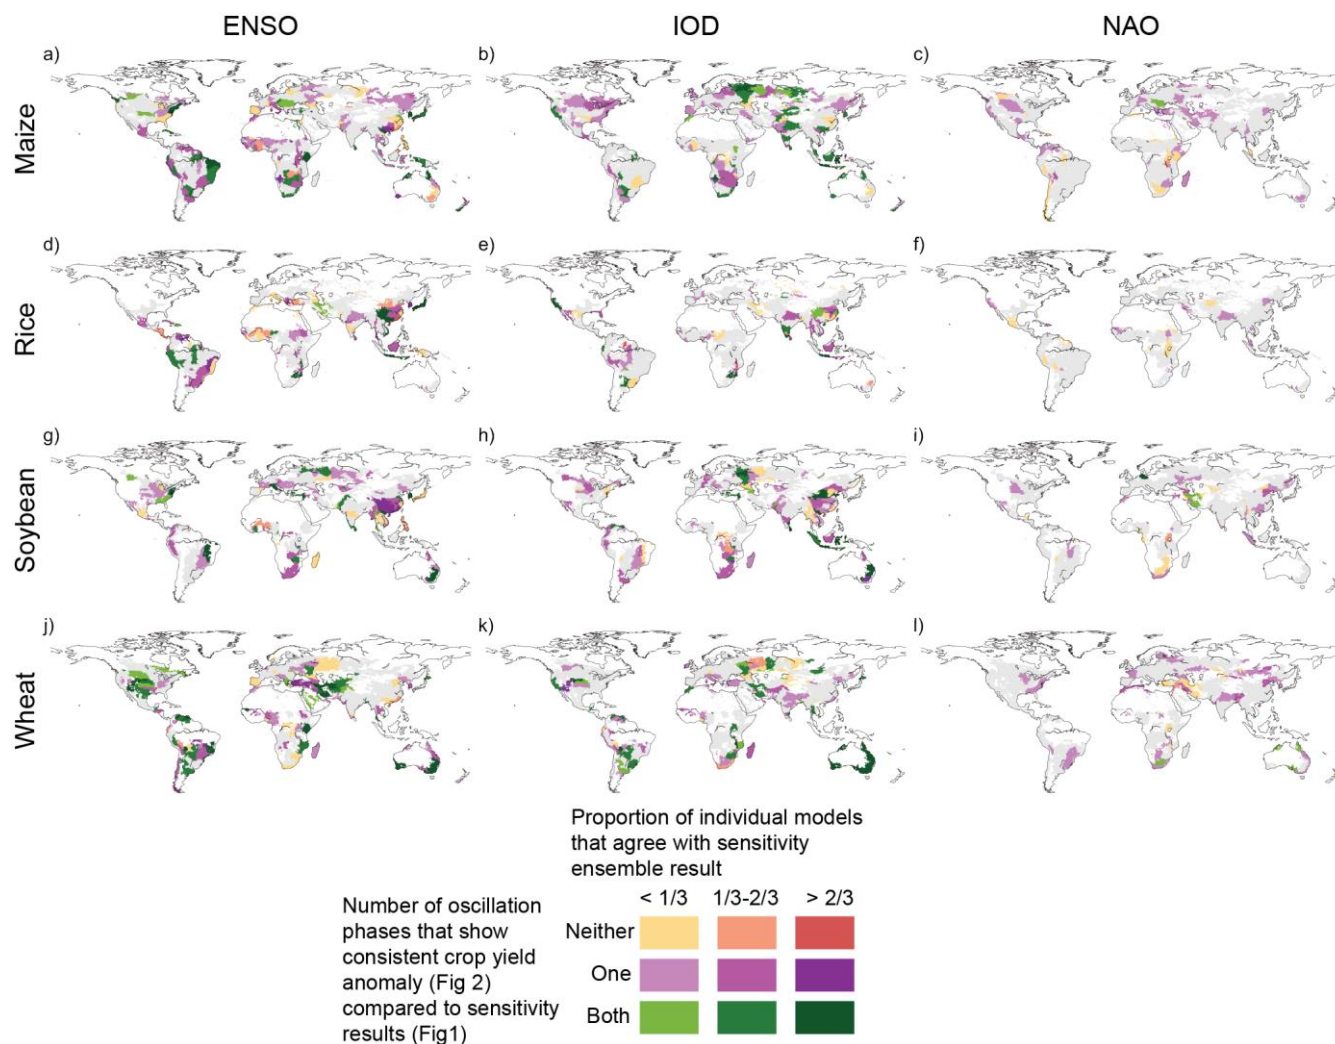 ENSO
IOD
NAO
Maize
a)
b)
c)
Rice
d)
e)
f)
Soybean
g)
h)
i)
Wheat
j)
k)
l)
Proportion of individual models
that agree with sensitivity
ensemble result
< 1/3
1/3-2/3
> 2/3
Number of oscillation
phases that show
consistent crop yield
anomaly (Fig 2)
compared to sensitivity
results (Fig1)
Neither
One
Both